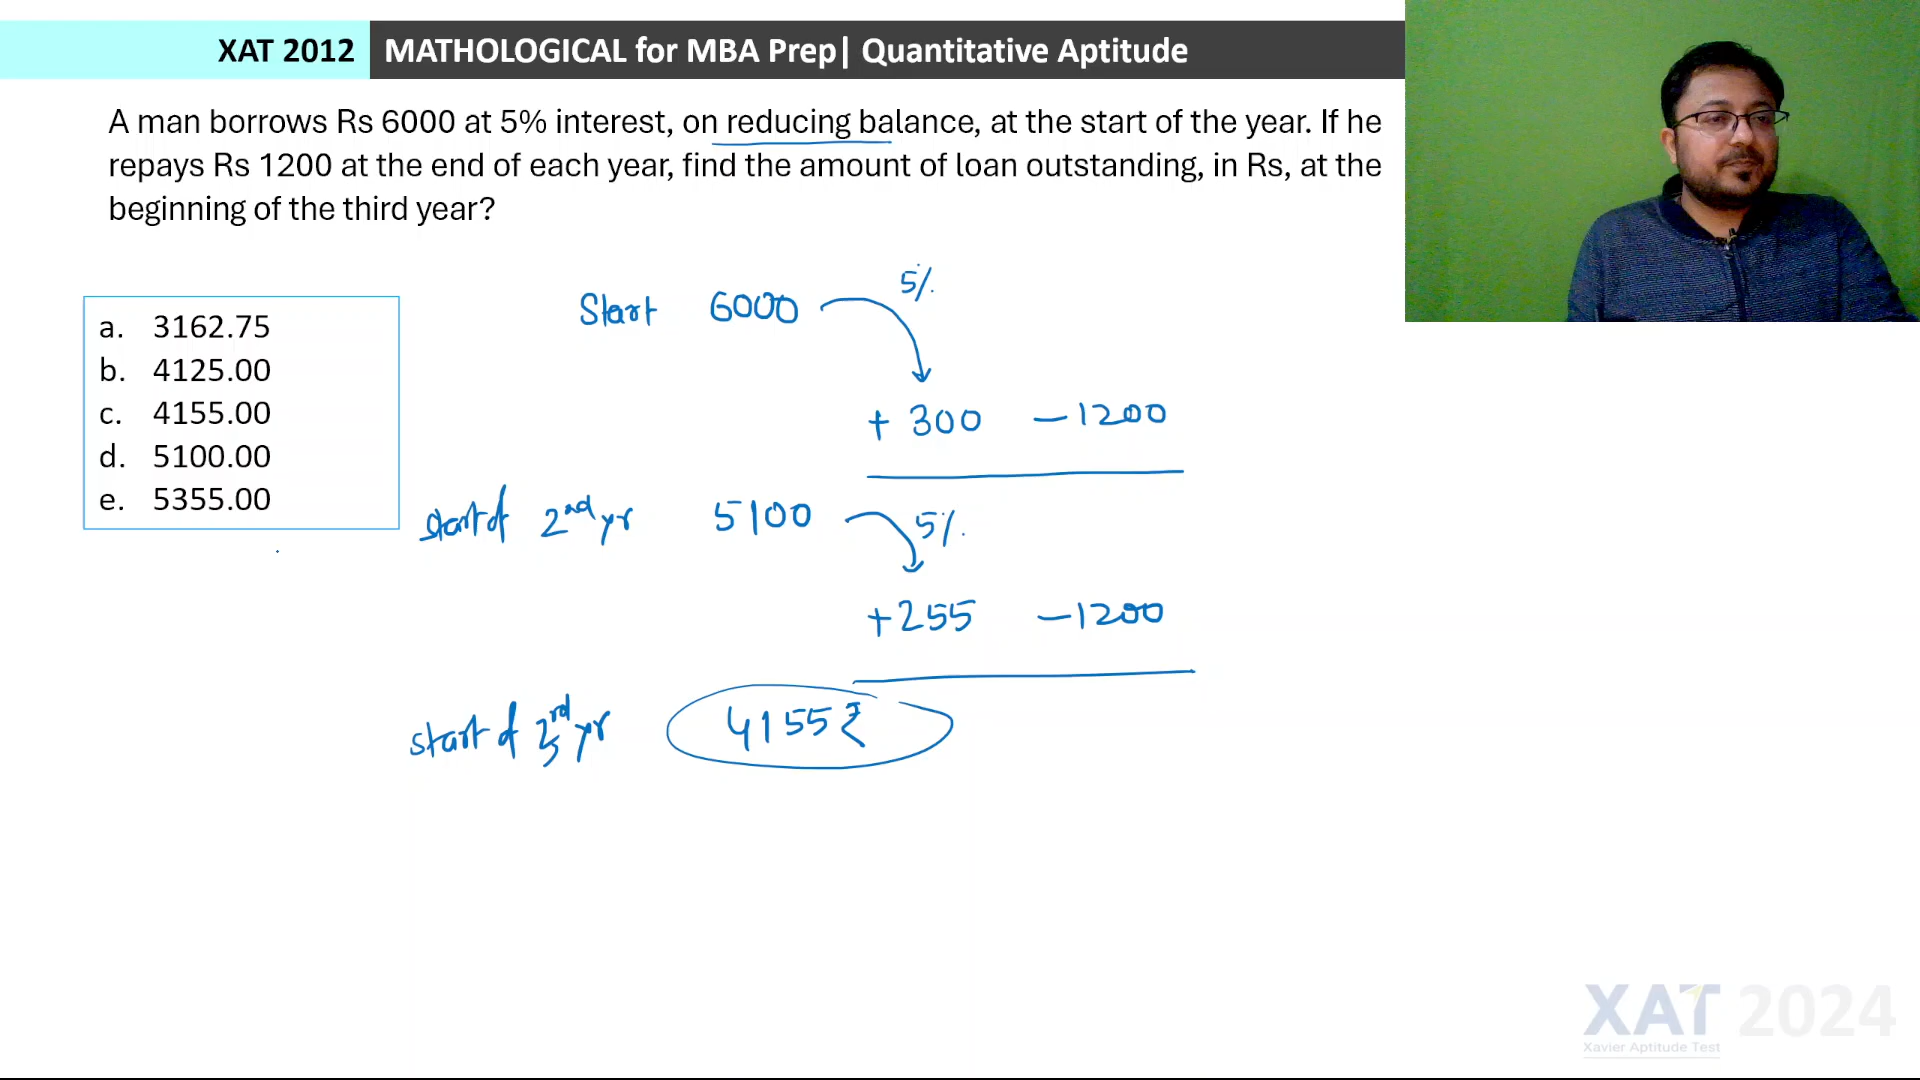 XAT 2012 MATHOLOGICAL for MBA Prep| Quantitative Aptitude
A man borrows Rs 6000 at 5% interest, on reducing balance, at the start of the year. If he
repays Rs 1200 at the end of each year, find the amount of loan outstanding, in Rs, at the
beginning of the third year?
a. 3162.75
b. 4125.00
c. 4155.00
d. 5100.00
e. 5355.00
5%.
Start 6000
+ 300 - 1200
start of 2nd yr 5100 5%.
+255 - 1200
start of 3rd yr 4155₹
XAT 2024
Xavier Aptitude Test